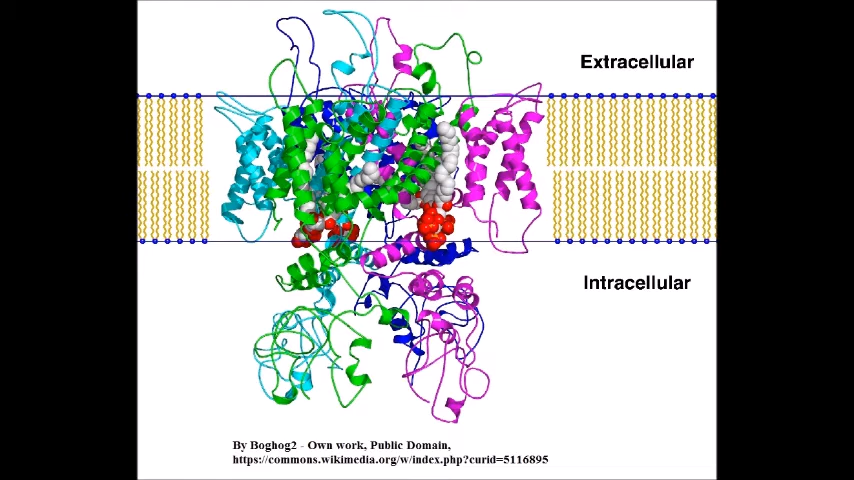 Extracellular
Intracellular
By Boghog2 - Own work, Public Domain,
https://commons.wikimedia.org/w/index.php?curid=5116895